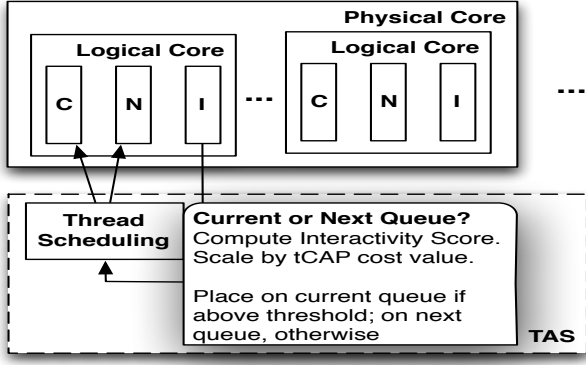 Physical Core
Logical Core
Logical Core
C N I ... C N I
...
Thread
Scheduling
Current or Next Queue?
Compute Interactivity Score.
Scale by tCAP cost value.
Place on current queue if
above threshold; on next
queue, otherwise
TAS